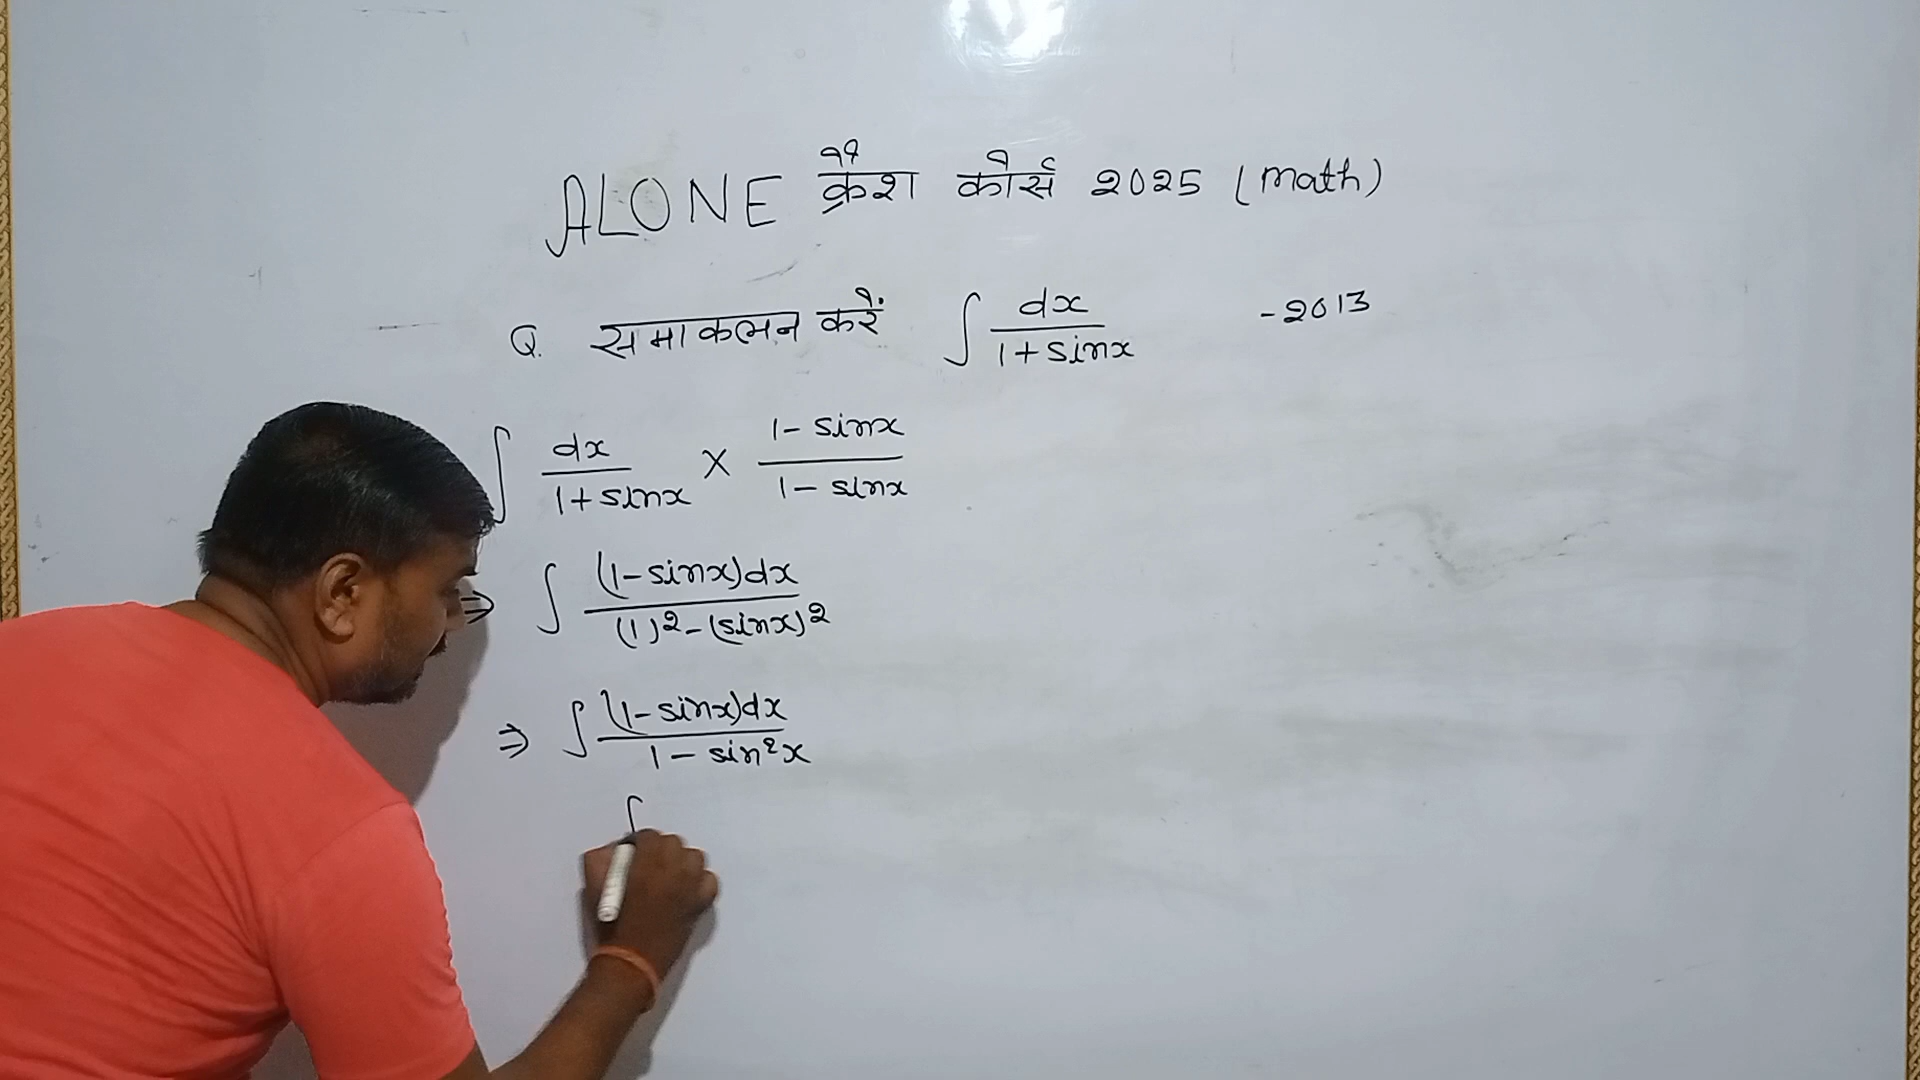 ALONE क्रैश कोर्स 2025 (Math)
Q. समाकलन करें ∫ dx/(1+sinx) -2013
∫ dx/(1+sinx) × (1-sinx)/(1-sinx)
⇒ ∫ (1-sinx)dx/((1)²-(sinx)²)
⇒ ∫ (1-sinx)dx/(1-sin²x)
∫